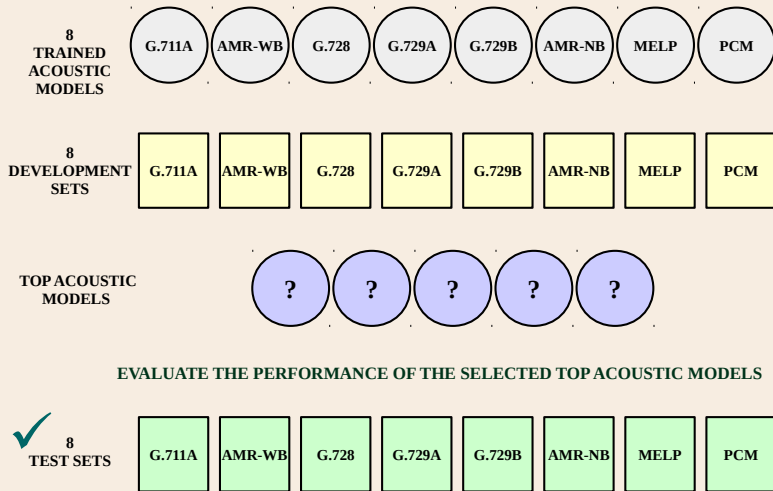 8
TRAINED
ACOUSTIC
MODELS
G.711A AMR-WB G.728 G.729A G.729B AMR-NB MELP PCM
8
DEVELOPMENT
SETS
G.711A AMR-WB G.728 G.729A G.729B AMR-NB MELP PCM
TOP ACOUSTIC
MODELS
? ? ? ? ?
EVALUATE THE PERFORMANCE OF THE SELECTED TOP ACOUSTIC MODELS
8
TEST SETS
G.711A AMR-WB G.728 G.729A G.729B AMR-NB MELP PCM